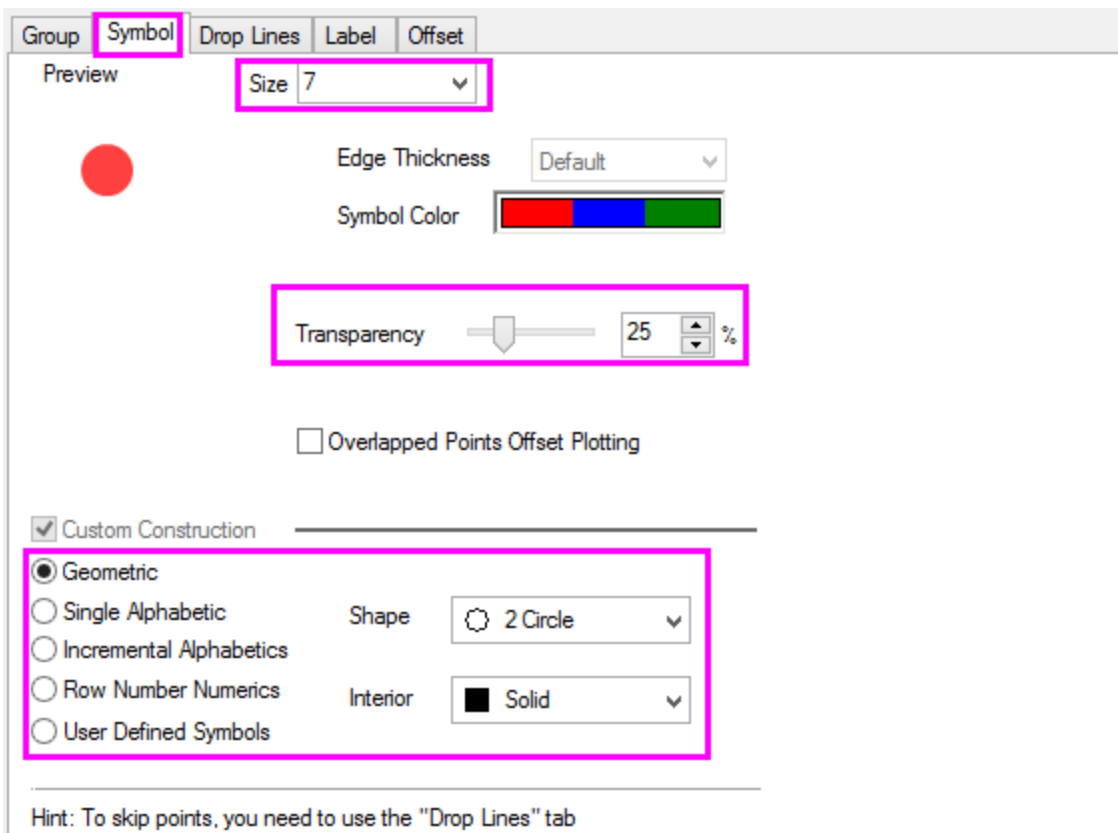 Group Symbol Drop Lines Label Offset
Preview Size 7
Edge Thickness Default
Symbol Color
Transparency 25 %
Overlapped Points Offset Plotting
Custom Construction
Geometric
Single Alphabetic Shape 2 Circle
Incremental Alphabetics
Row Number Numerics Interior Solid
User Defined Symbols
Hint: To skip points, you need to use the "Drop Lines" tab